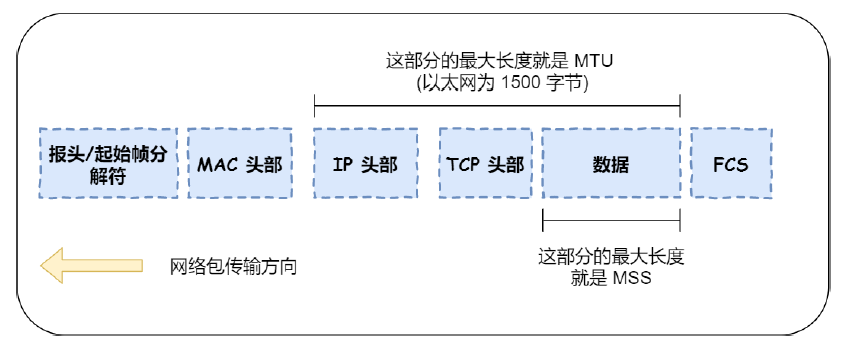 这部分的最大长度就是 MTU
(以太网为 1500 字节)
报头/起始帧分
解符
MAC 头部
IP 头部
TCP 头部
数据
FCS
网络包传输方向
这部分的最大长度
就是 MSS